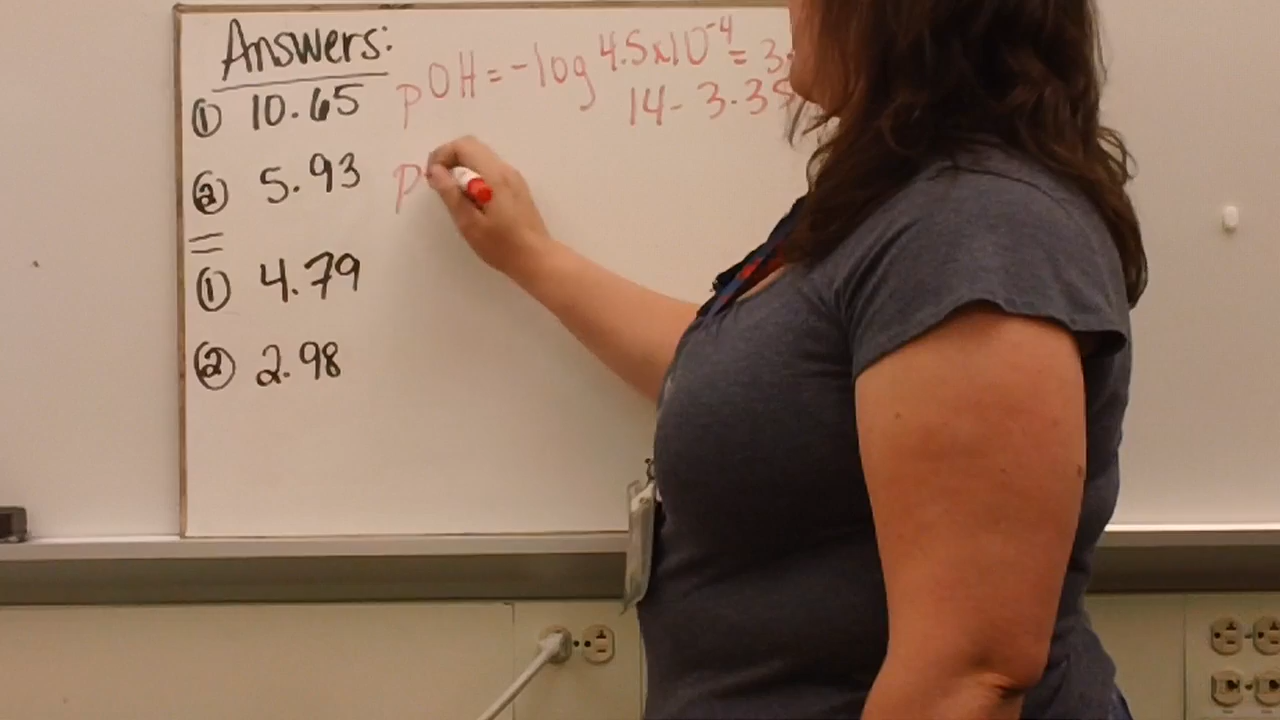 Answers:
① 10.65 pOH = -log 4.5x10⁻⁴ = 3.
14 - 3.35
② 5.93 p
① 4.79
② 2.98